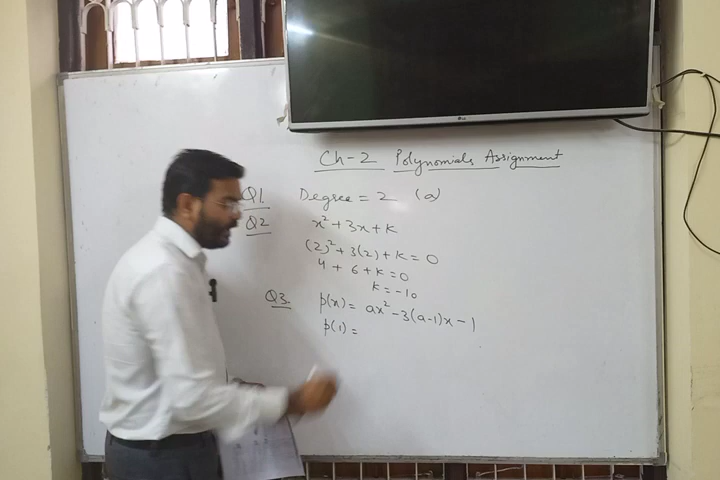 LG
Ch-2 Polynomials Assignment
Q1. Degree = 2 (a)
Q2 x² + 3x + k
(2)² + 3(2) + k = 0
4 + 6 + k = 0
k = -10
Q3. p(x) = ax² - 3(a-1)x - 1
p(1) =